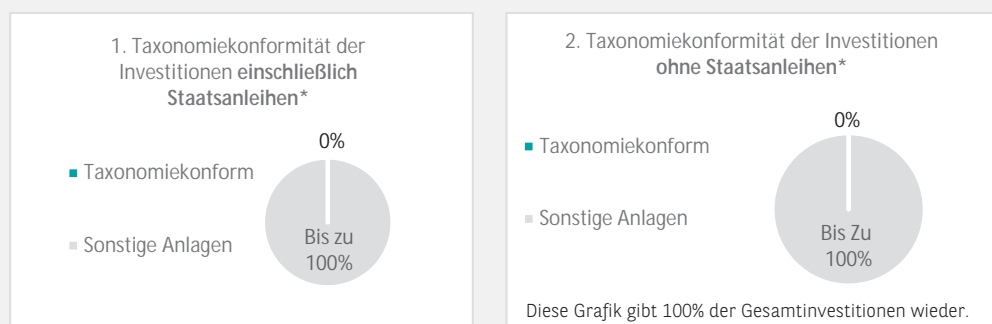 1. Taxonomiekonformität der
Investitionen einschließlich
Staatsanleihen*
0%
Taxonomiekonform
Sonstige Anlagen
Bis zu
100%
2. Taxonomiekonformität der Investitionen
ohne Staatsanleihen*
0%
Taxonomiekonform
Sonstige Anlagen
Bis Zu
100%
Diese Grafik gibt 100% der Gesamtinvestitionen wieder.